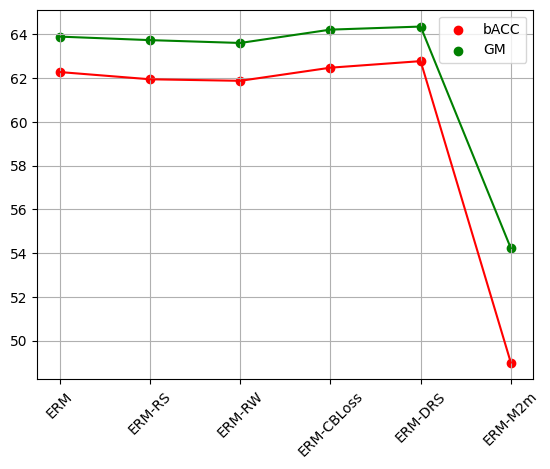 bACC
GM
64
62
60
58
56
54
52
50
ERM
ERM-RS
ERM-RW
ERM-CBLoss
ERM-DRS
ERM-M2m